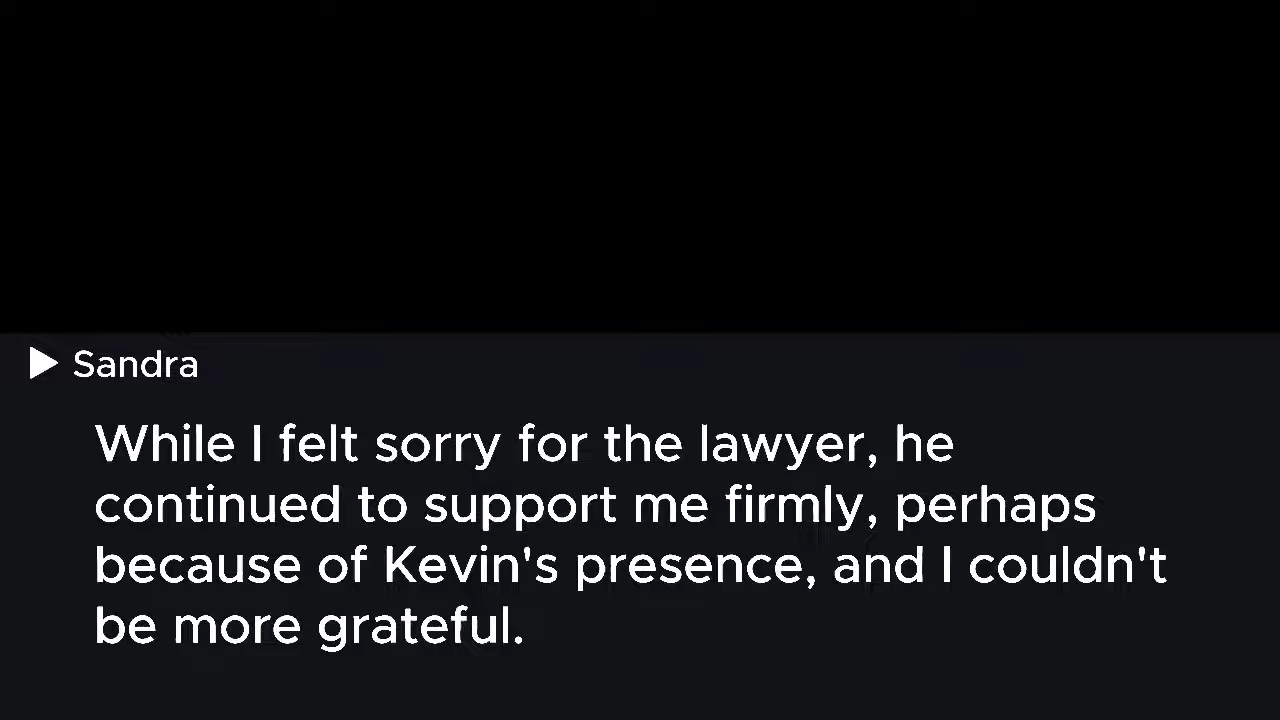 ▶ Sandra
While I felt sorry for the lawyer, he
continued to support me firmly, perhaps
because of Kevin's presence, and I couldn't
be more grateful.